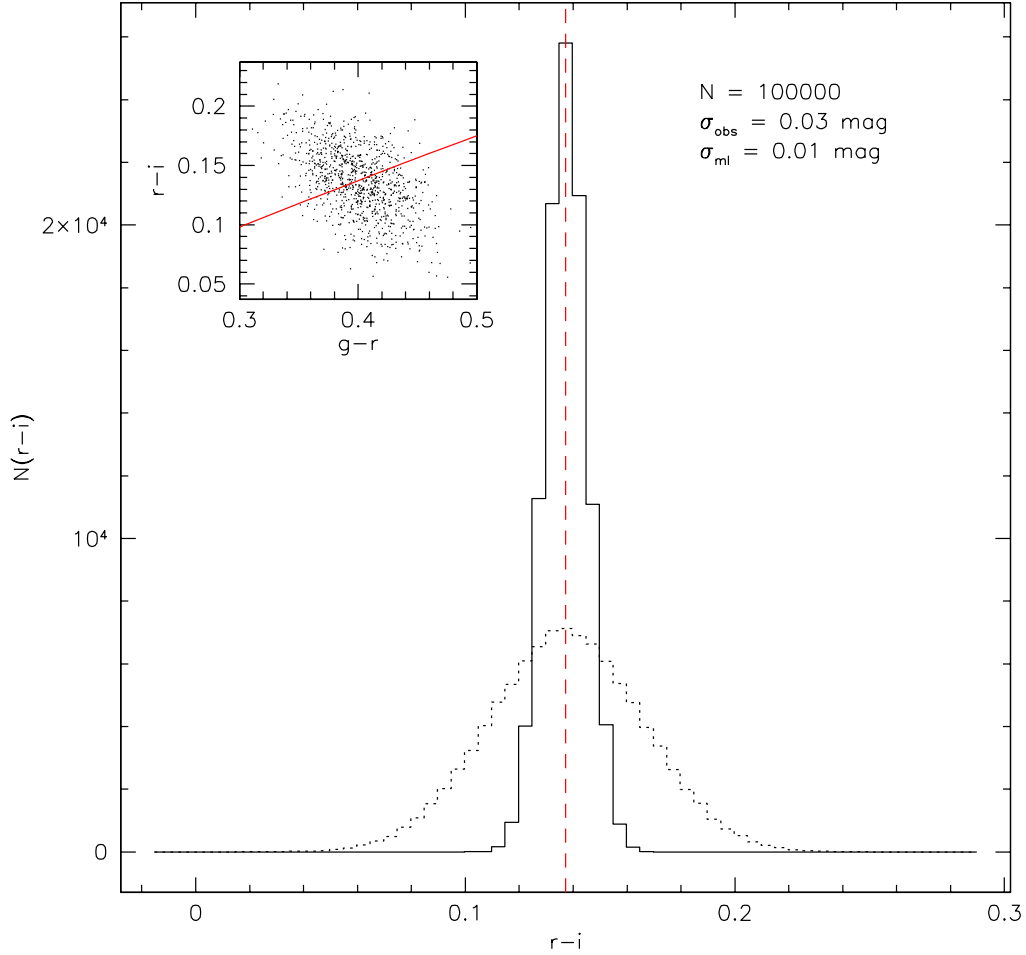 N = 100000
σobs = 0.03 mag
σml = 0.01 mag
0.2
0.15
0.1
0.05
r−i
0.3 0.4 0.5
g−r
2×10⁴
10⁴
0
N(r−i)
0 0.1 0.2 0.3
r−i